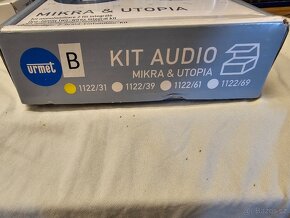 MIKRA & UTOPIA
urmet
B
KIT AUDIO
MIKRA & UTOPIA
1122/31 1122/39 1122/61 1122/69